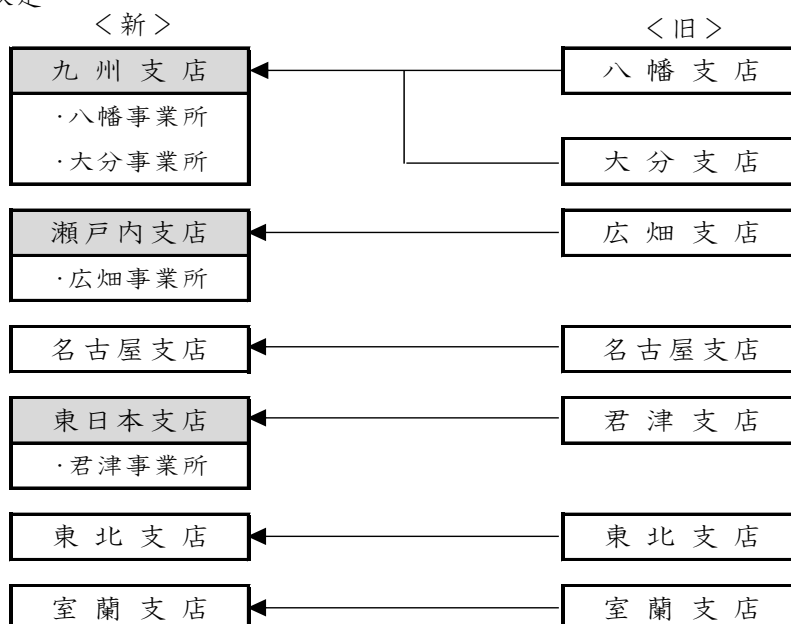 ＜新＞ ＜旧＞
九州支店 八幡支店
・八幡事業所
・大分事業所 大分支店
瀬戸内支店 広畑支店
・広畑事業所
名古屋支店 名古屋支店
東日本支店 君津支店
・君津事業所
東北支店 東北支店
室蘭支店 室蘭支店